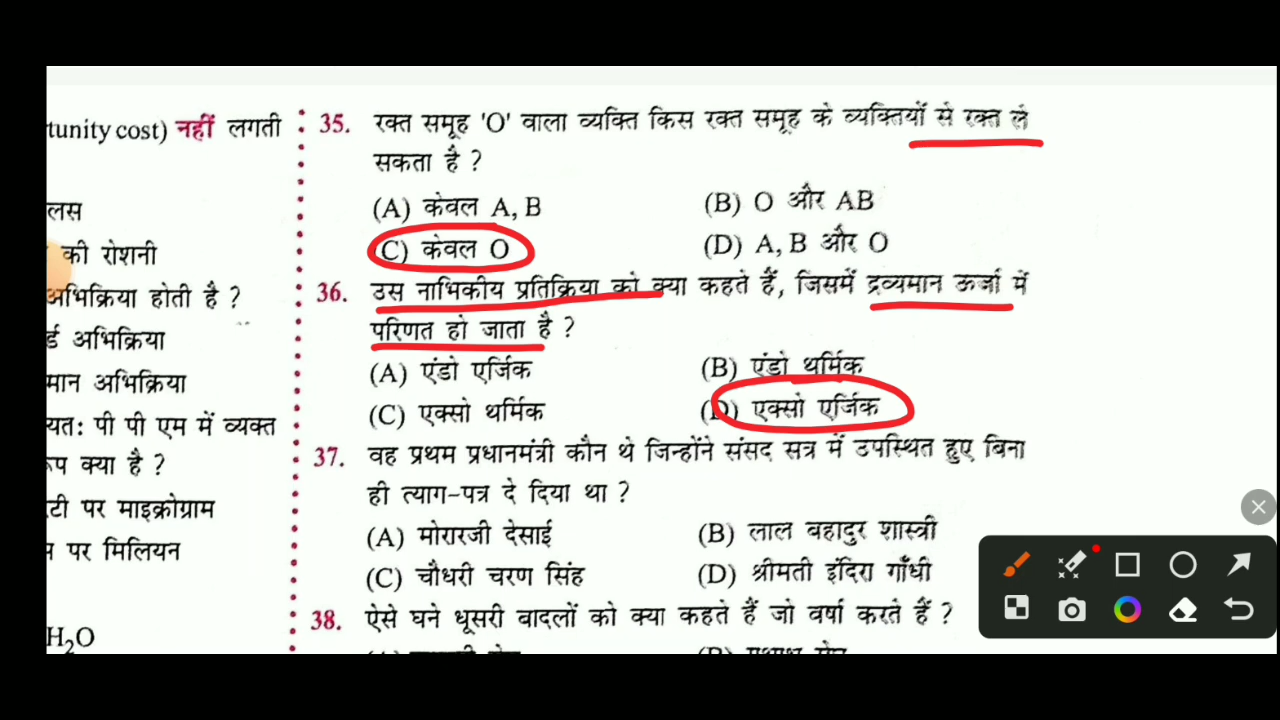 tunity cost) नहीं लगती
लस
की रोशनी
अभिक्रिया होती है ?
र्ड अभिक्रिया
मान अभिक्रिया
यत: पी पी एम में व्यक्त
रूप क्या है ?
टी पर माइक्रोग्राम
पर मिलियन
H₂O
35. रक्त समूह 'O' वाला व्यक्ति किस रक्त समूह के व्यक्तियों से रक्त ले
सकता है ?
(A) केवल A, B (B) O और AB
(C) केवल O (D) A, B और O
36. उस नाभिकीय प्रतिक्रिया को क्या कहते हैं, जिसमें द्रव्यमान ऊर्जा में
परिणत हो जाता है ?
(A) एंडो एर्जिक (B) एंडो थर्मिक
(C) एक्सो थर्मिक (D) एक्सो एर्जिक
37. वह प्रथम प्रधानमंत्री कौन थे जिन्होंने संसद सत्र में उपस्थित हुए बिना
ही त्याग-पत्र दे दिया था ?
(A) मोरारजी देसाई (B) लाल बहादुर शास्त्री
(C) चौधरी चरण सिंह (D) श्रीमती इंदिरा गाँधी
38. ऐसे घने धूसरी बादलों को क्या कहते हैं जो वर्षा करते हैं ?